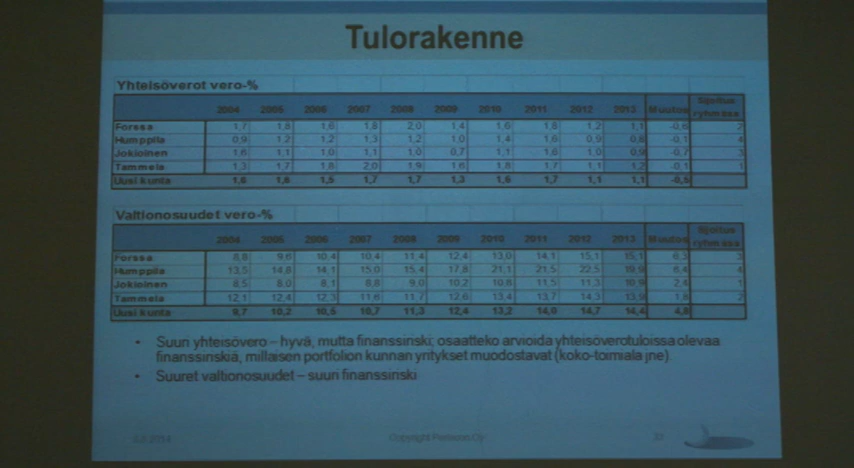 Tulorakenne
Yhteisöverot vero-%
2004 2005 2006 2007 2008 2009 2010 2011 2012 2013 Muutos Sijoitus ryhmässä
Forssa 1,7 1,8 1,6 1,8 2,0 1,4 1,6 1,8 1,2 1,1 -0,6 2
Humppila 0,9 1,2 1,2 1,3 1,2 1,0 1,4 1,0 0,9 0,8 -0,1 4
Jokioinen 1,6 1,1 1,0 1,1 1,0 0,7 1,1 1,6 1,0 0,9 -0,7 3
Tammela 1,3 1,7 1,8 2,0 1,9 1,6 1,8 1,7 1,1 1,2 -0,1 1
Uusi kunta 1,6 1,6 1,5 1,7 1,7 1,3 1,6 1,7 1,1 1,1 -0,5
Valtionosuudet vero-%
2004 2005 2006 2007 2008 2009 2010 2011 2012 2013 Muutos Sijoitus ryhmässä
Forssa 8,8 9,6 10,4 10,4 11,4 12,4 13,0 14,1 15,1 15,1 6,3 3
Humppila 13,5 14,8 14,1 15,0 15,4 17,8 21,1 21,5 22,5 19,9 6,4 4
Jokioinen 8,5 8,0 8,1 8,8 9,0 10,2 10,8 11,5 11,3 10,9 2,4 1
Tammela 12,1 12,4 12,3 11,6 11,7 12,6 13,4 13,7 14,3 13,9 1,8 2
Uusi kunta 9,7 10,2 10,5 10,7 11,3 12,4 13,2 14,0 14,7 14,4 4,8
• Suuri yhteisövero – hyvä, mutta finanssiriski; osaatteko arvioida yhteisöverotuloissa olevaa
finanssiriskiä, millaisen portfolion kunnan yritykset muodostavat (koko-toimiala jne)
• Suuret valtionosuudet – suuri finanssiriski
Copyright